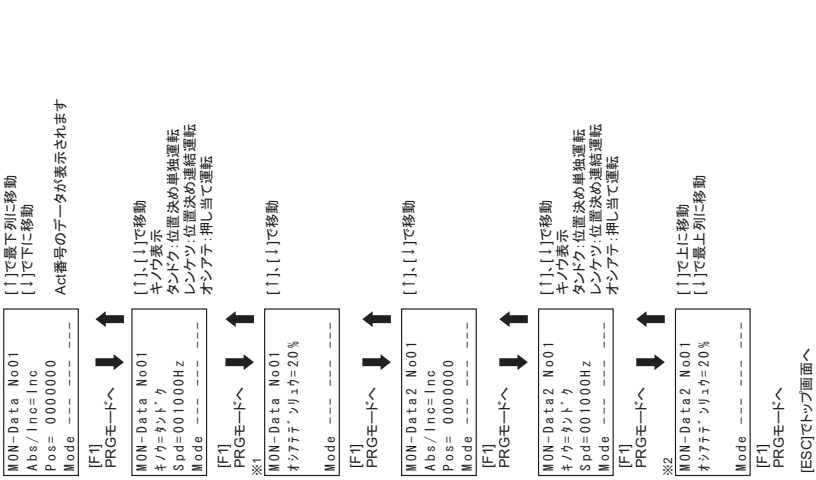 MON-Data No01
Abs/Inc=Inc
Pos= 0000000
Mode --- --- ---
[↑]で最下列に移動
[↓]で下に移動
Act番号のデータが表示されます
[F1]
PRGモードへ
MON-Data No01
キノウ=タンドク
Spd=001000Hz
Mode --- --- ---
[↑]、[↓]で移動
キノウ表示
タンドク:位置決め単独運転
レンケツ:位置決め連結運転
オシアテ:押し当て運転
[F1]
PRGモードへ
※1
MON-Data No01
オシアテデンリュウ=20%
Mode --- --- ---
[↑]、[↓]で移動
[F1]
PRGモードへ
MON-Data2 No01
Abs/Inc=Inc
Pos= 0000000
Mode --- --- ---
[↑]、[↓]で移動
[F1]
PRGモードへ
MON-Data2 No01
キノウ=タンドク
Spd=001000Hz
Mode --- --- ---
[↑]、[↓]で移動
キノウ表示
タンドク:位置決め単独運転
レンケツ:位置決め連結運転
オシアテ:押し当て運転
[F1]
PRGモードへ
※2
MON-Data2 No01
オシアテデンリュウ=20%
Mode --- --- ---
[↑]で上に移動
[↓]で最上列に移動
[F1]
PRGモードへ
[ESC]でトップ画面へ